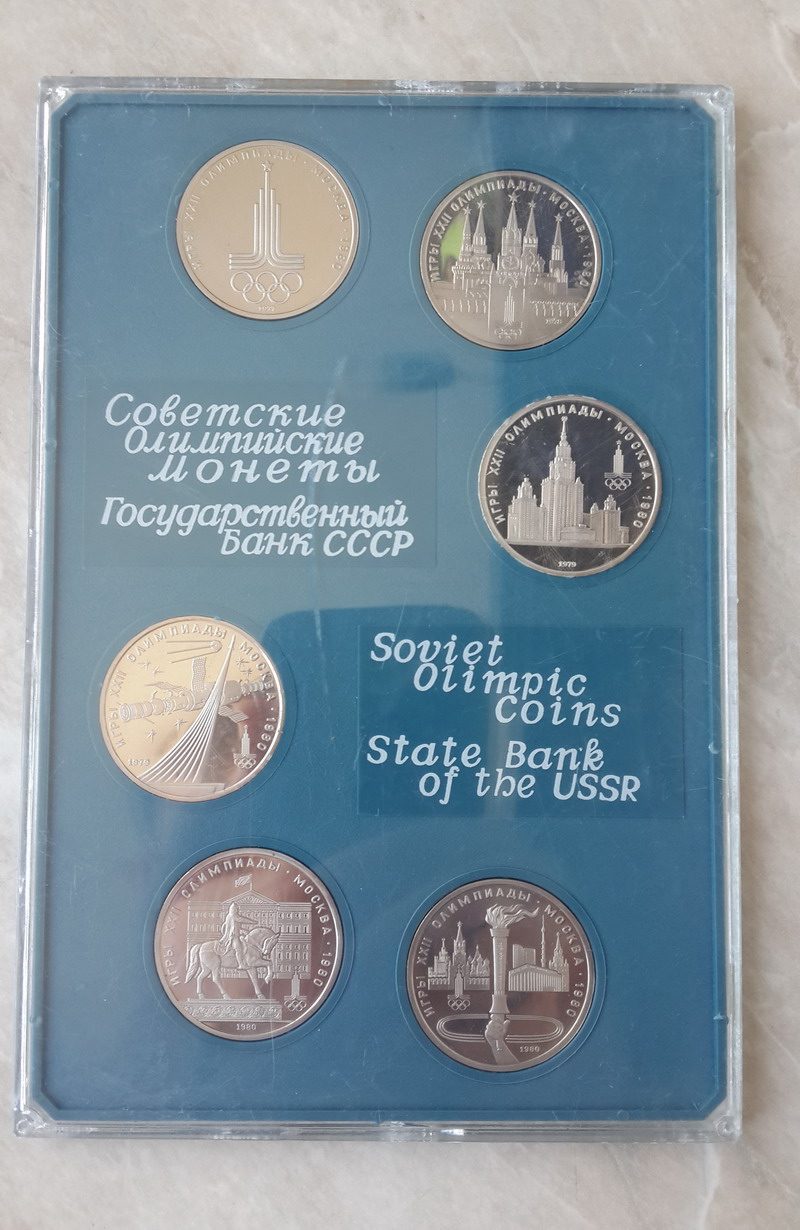 ИГРЫ XXII ОЛИМПИАДЫ · МОСКВА · 1980
1977
ИГРЫ XXII ОЛИМПИАДЫ · МОСКВА · 1980
1978
Советские
Олимпийские
монеты
Государственный
Банк СССР
ИГРЫ XXII ОЛИМПИАДЫ · МОСКВА · 1980
1979
ИГРЫ XXII ОЛИМПИАДЫ МОСКВА · 1980
1979
Soviet
Olimpic
Coins
State Bank
of the USSR
ИГРЫ XXII ОЛИМПИАДЫ · МОСКВА · 1980
1980
ИГРЫ XXII ОЛИМПИАДЫ · МОСКВА · 1980
1980